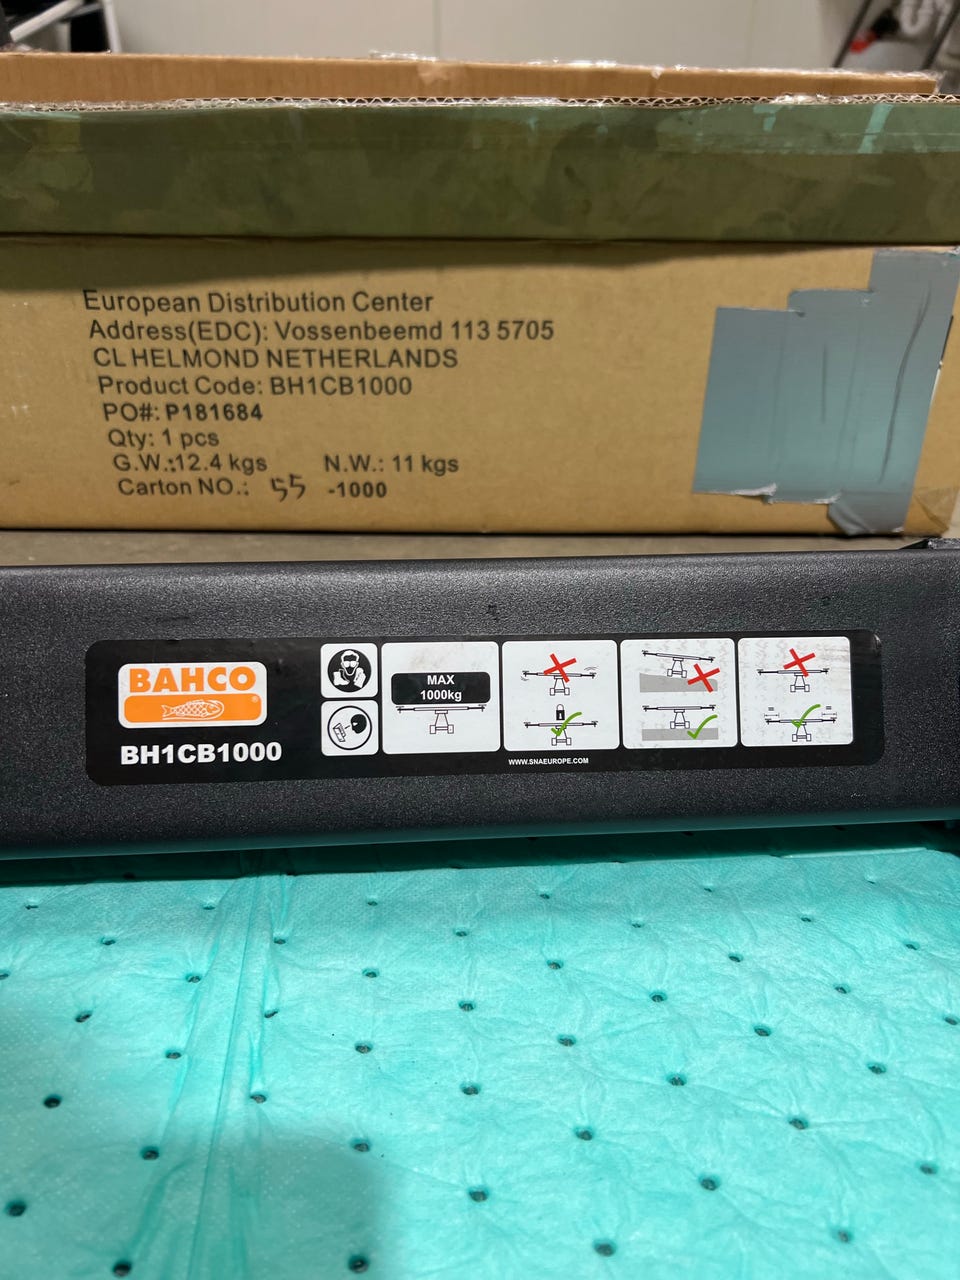 European Distribution Center
Address(EDC): Vossenbeemd 113 5705
CL HELMOND NETHERLANDS
Product Code: BH1CB1000
PO#: P181684
Qty: 1 pcs
G.W.:12.4 kgs N.W.: 11 kgs
Carton NO.: 55 -1000
BAHCO
BH1CB1000
MAX
1000kg
WWW.SNAEUROPE.COM